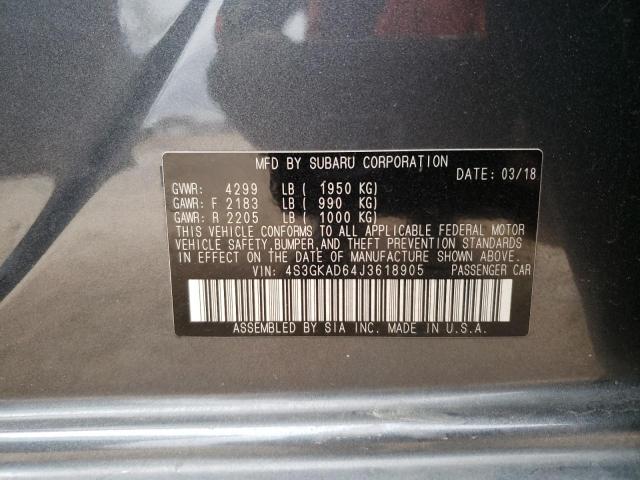 MFD BY SUBARU CORPORATION
DATE: 03/18
GVWR: 4299 LB ( 1950 KG)
GAWR: F 2183 LB ( 990 KG)
GAWR: R 2205 LB ( 1000 KG)
THIS VEHICLE CONFORMS TO ALL APPLICABLE FEDERAL MOTOR
VEHICLE SAFETY, BUMPER, AND THEFT PREVENTION STANDARDS
IN EFFECT ON THE DATE OF MANUFACTURE SHOWN ABOVE.
VIN: 4S3GKAD64J3618905 PASSENGER CAR
ASSEMBLED BY SIA INC. MADE IN U.S.A.